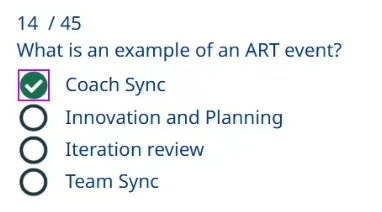 14 / 45
What is an example of an ART event?
Coach Sync
Innovation and Planning
Iteration review
Team Sync